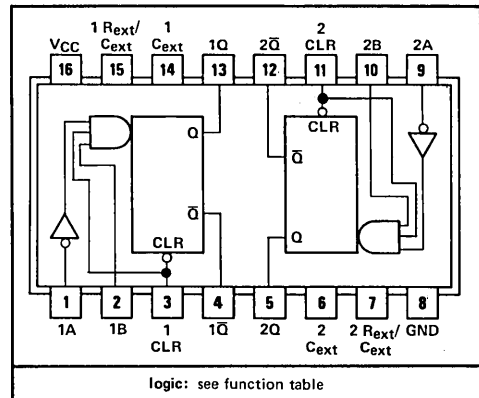 1 Rext/ 1 2
VCC Cext Cext 1Q 2Q̅ CLR 2B 2A
16 15 14 13 12 11 10 9
CLR
Q
Q̅
Q̅
Q
CLR
1 2 3 4 5 6 7 8
1A 1B 1 1Q̅ 2Q 2 2 Rext/ GND
CLR Cext Cext
logic: see function table